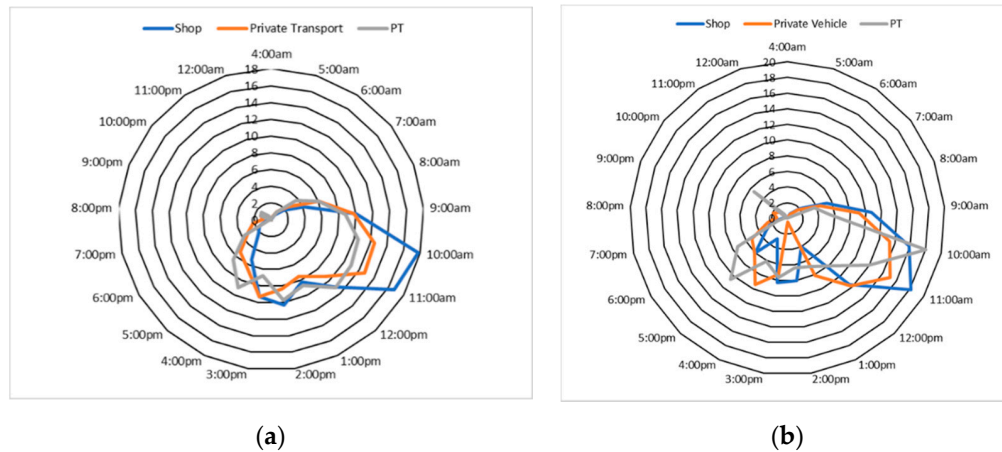 Shop Private Transport PT
4:00am
5:00am
6:00am
7:00am
8:00am
9:00am
10:00am
11:00am
12:00pm
1:00pm
2:00pm
3:00pm
4:00pm
5:00pm
6:00pm
7:00pm
8:00pm
9:00pm
10:00pm
11:00pm
12:00am
18
16
14
12
10
8
6
4
2
0
(a)
Shop Private Vehicle PT
4:00am
5:00am
6:00am
7:00am
8:00am
9:00am
10:00am
11:00am
12:00pm
1:00pm
2:00pm
3:00pm
4:00pm
5:00pm
6:00pm
7:00pm
8:00pm
9:00pm
10:00pm
11:00pm
12:00am
20
18
16
14
12
10
8
6
4
2
0
(b)